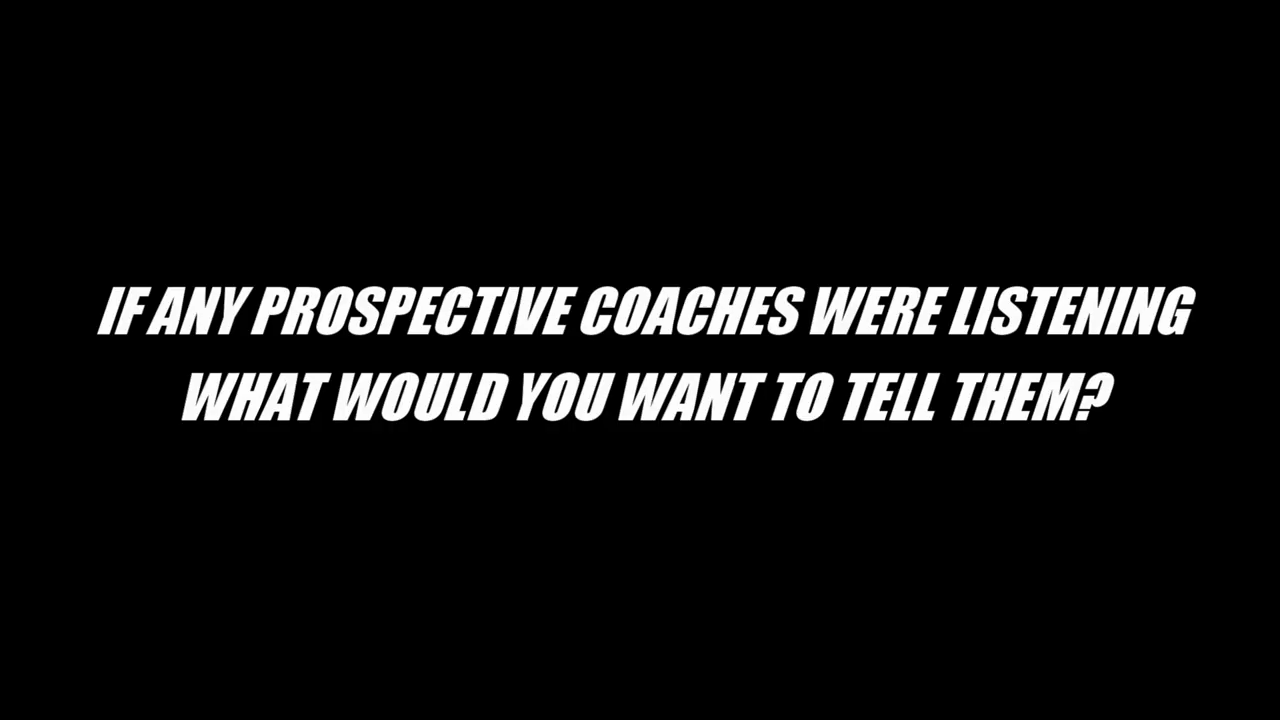 IF ANY PROSPECTIVE COACHES WERE LISTENING
WHAT WOULD YOU WANT TO TELL THEM?